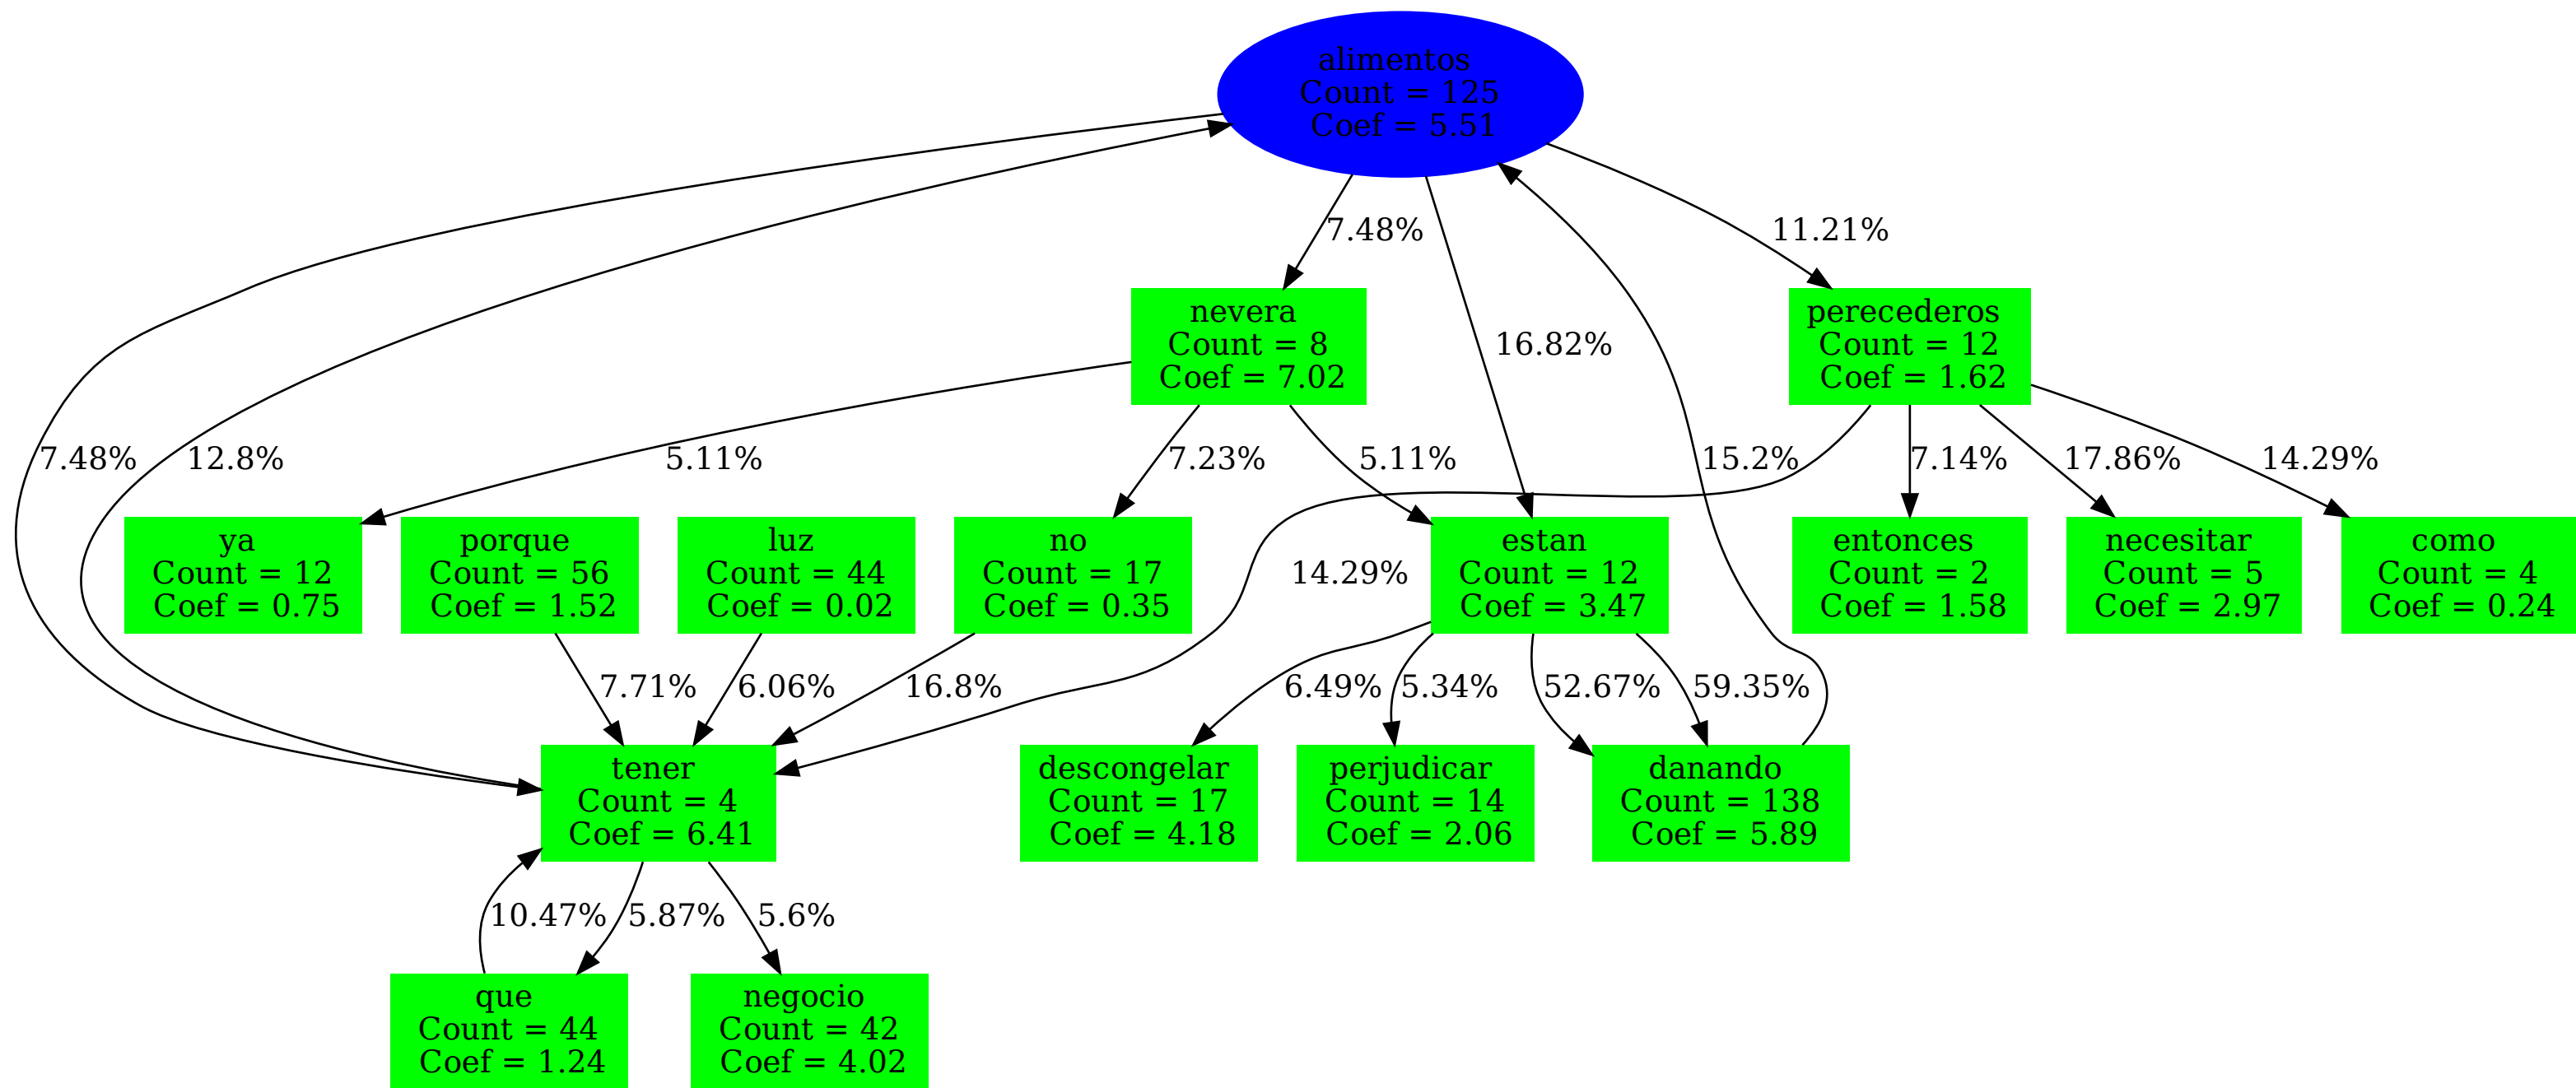 alimentos
Count = 125
Coef = 5.51
7.48%
11.21%
nevera
Count = 8
Coef = 7.02
16.82%
perecederos
Count = 12
Coef = 1.62
7.48%
12.8%
5.11%
7.23%
5.11%
15.2%
7.14%
17.86%
14.29%
ya
Count = 12
Coef = 0.75
porque
Count = 56
Coef = 1.52
luz
Count = 44
Coef = 0.02
no
Count = 17
Coef = 0.35
14.29%
estan
Count = 12
Coef = 3.47
entonces
Count = 2
Coef = 1.58
necesitar
Count = 5
Coef = 2.97
como
Count = 4
Coef = 0.24
7.71%
6.06%
16.8%
6.49%
5.34%
52.67%
59.35%
tener
Count = 4
Coef = 6.41
descongelar
Count = 17
Coef = 4.18
perjudicar
Count = 14
Coef = 2.06
danando
Count = 138
Coef = 5.89
10.47%
5.87%
5.6%
que
Count = 44
Coef = 1.24
negocio
Count = 42
Coef = 4.02